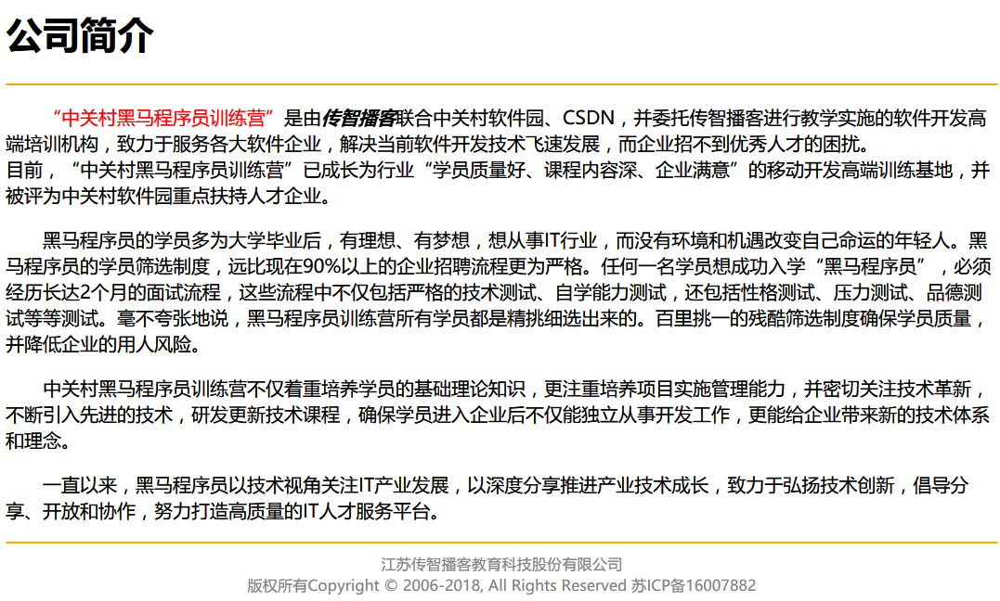 公司简介
“中关村黑马程序员训练营”是由传智播客联合中关村软件园、CSDN，并委托传智播客进行教学实施的软件开发高
端培训机构，致力于服务各大软件企业，解决当前软件开发技术飞速发展，而企业招不到优秀人才的困扰。
目前，“中关村黑马程序员训练营”已成长为行业“学员质量好、课程内容深、企业满意”的移动开发高端训练基地，并
被评为中关村软件园重点扶持人才企业。
黑马程序员的学员多为大学毕业后，有理想、有梦想，想从事IT行业，而没有环境和机遇改变自己命运的年轻人。黑
马程序员的学员筛选制度，远比现在90%以上的企业招聘流程更为严格。任何一名学员想成功入学“黑马程序员”，必须
经历长达2个月的面试流程，这些流程中不仅包括严格的技术测试、自学能力测试，还包括性格测试、压力测试、品德测
试等等测试。毫不夸张地说，黑马程序员训练营所有学员都是精挑细选出来的。百里挑一的残酷筛选制度确保学员质量，
并降低企业的用人风险。
中关村黑马程序员训练营不仅着重培养学员的基础理论知识，更注重培养项目实施管理能力，并密切关注技术革新，
不断引入先进的技术，研发更新技术课程，确保学员进入企业后不仅能独立从事开发工作，更能给企业带来新的技术体系
和理念。
一直以来，黑马程序员以技术视角关注IT产业发展，以深度分享推进产业技术成长，致力于弘扬技术创新，倡导分
享、开放和协作，努力打造高质量的IT人才服务平台。
江苏传智播客教育科技股份有限公司
版权所有Copyright © 2006-2018, All Rights Reserved 苏ICP备16007882